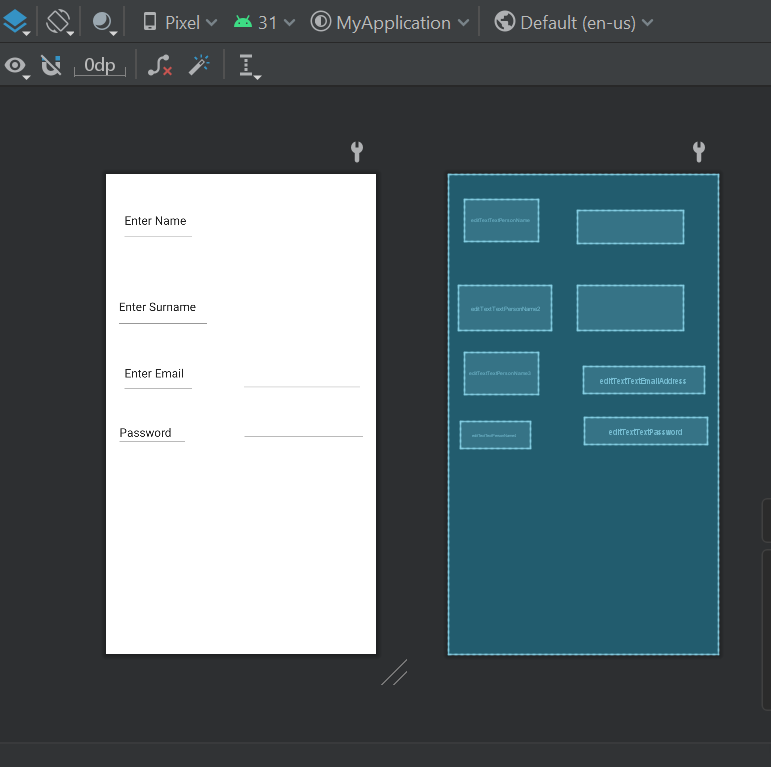 Pixel 31 MyApplication Default (en-us)
0dp
Enter Name
Enter Surname
Enter Email
Password
editTextTextPersonName
editTextTextPersonName2
editTextTextPersonName3
editTextTextEmailAddress
editTextTextPassword